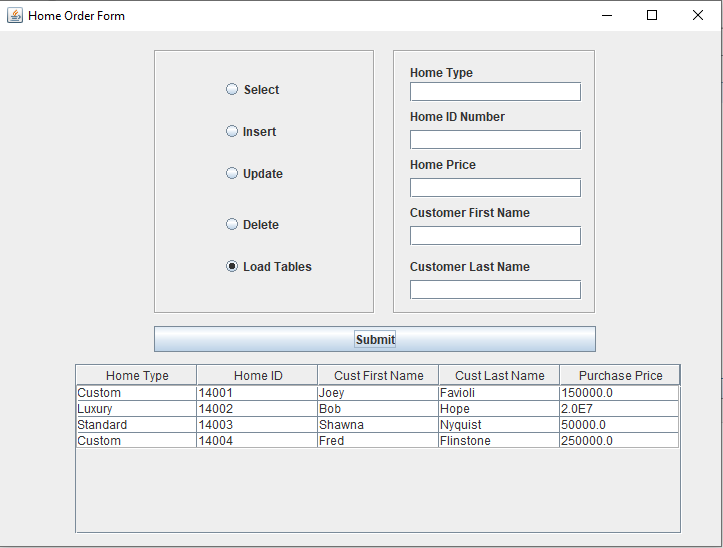 Home Order Form
Select
Insert
Update
Delete
Load Tables
Home Type
Home ID Number
Home Price
Customer First Name
Customer Last Name
Submit
Home Type Home ID Cust First Name Cust Last Name Purchase Price
Custom 14001 Joey Favioli 150000.0
Luxury 14002 Bob Hope 2.0E7
Standard 14003 Shawna Nyquist 50000.0
Custom 14004 Fred Flinstone 250000.0